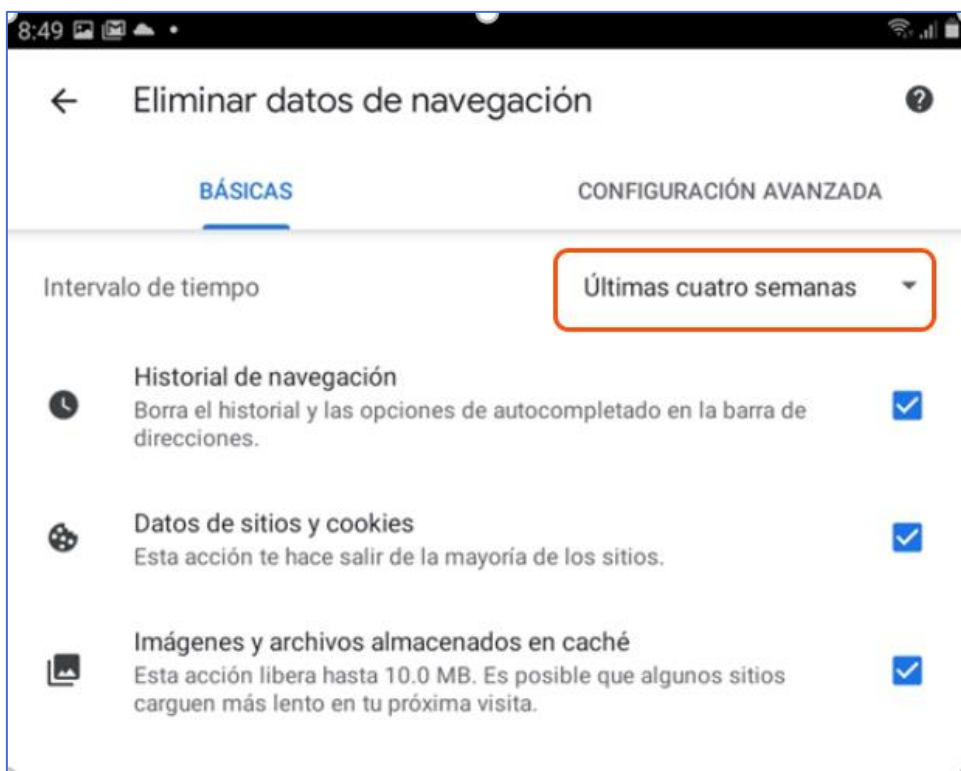 8:49
Eliminar datos de navegación
BÁSICAS
CONFIGURACIÓN AVANZADA
Intervalo de tiempo
Últimas cuatro semanas
Historial de navegación
Borra el historial y las opciones de autocompletado en la barra de
direcciones.
Datos de sitios y cookies
Esta acción te hace salir de la mayoría de los sitios.
Imágenes y archivos almacenados en caché
Esta acción libera hasta 10.0 MB. Es posible que algunos sitios
carguen más lento en tu próxima visita.